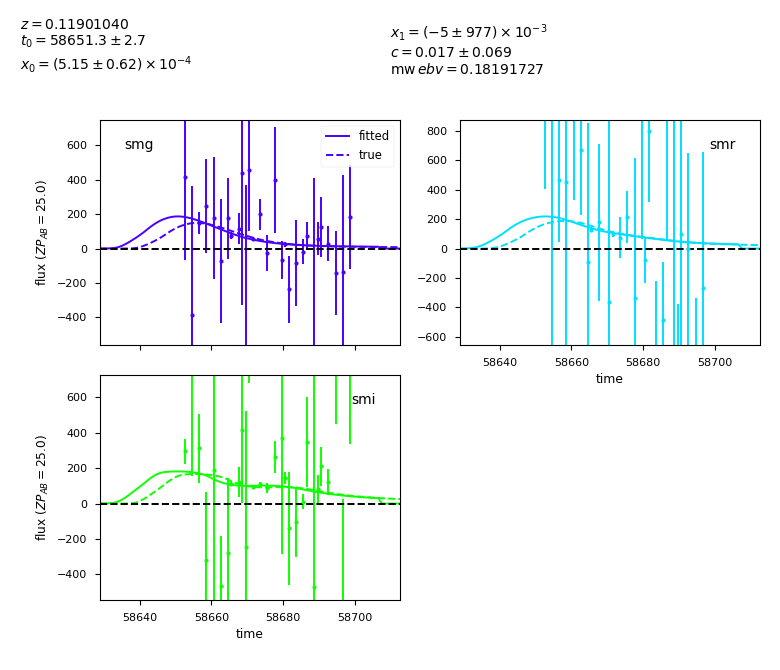 z = 0.11901040
t₀ = 58651.3 ± 2.7
x₀ = (5.15 ± 0.62) × 10⁻⁴
x₁ = (−5 ± 977) × 10⁻³
c = 0.017 ± 0.069
mw ebv = 0.18191727
smg
fitted
true
flux (ZP_AB = 25.0)
600
400
200
0
−200
−400
smr
800
600
400
200
0
−200
−400
−600
58640
58660
58680
58700
time
smi
flux (ZP_AB = 25.0)
600
400
200
0
−200
−400
58640
58660
58680
58700
time